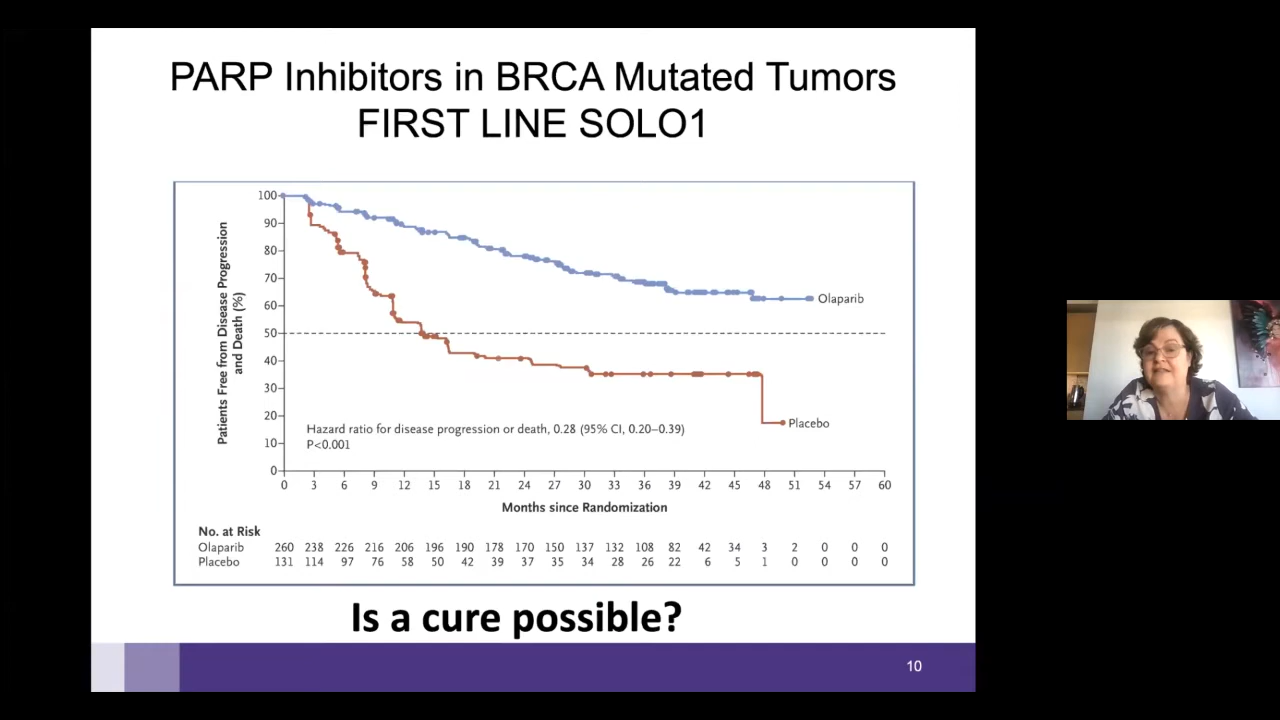 PARP Inhibitors in BRCA Mutated Tumors
FIRST LINE SOLO1
Patients Free from Disease Progression
and Death (%)
100
90
80
70
60
50
40
30
20
10
0
Olaparib
Placebo
Hazard ratio for disease progression or death, 0.28 (95% CI, 0.20–0.39)
P<0.001
0 3 6 9 12 15 18 21 24 27 30 33 36 39 42 45 48 51 54 57 60
Months since Randomization
No. at Risk
Olaparib 260 238 226 216 206 196 190 178 170 150 137 132 108 82 42 34 3 2 0 0 0
Placebo 131 114 97 76 58 50 42 39 37 35 34 28 26 22 6 5 1 0 0 0 0
Is a cure possible?
10